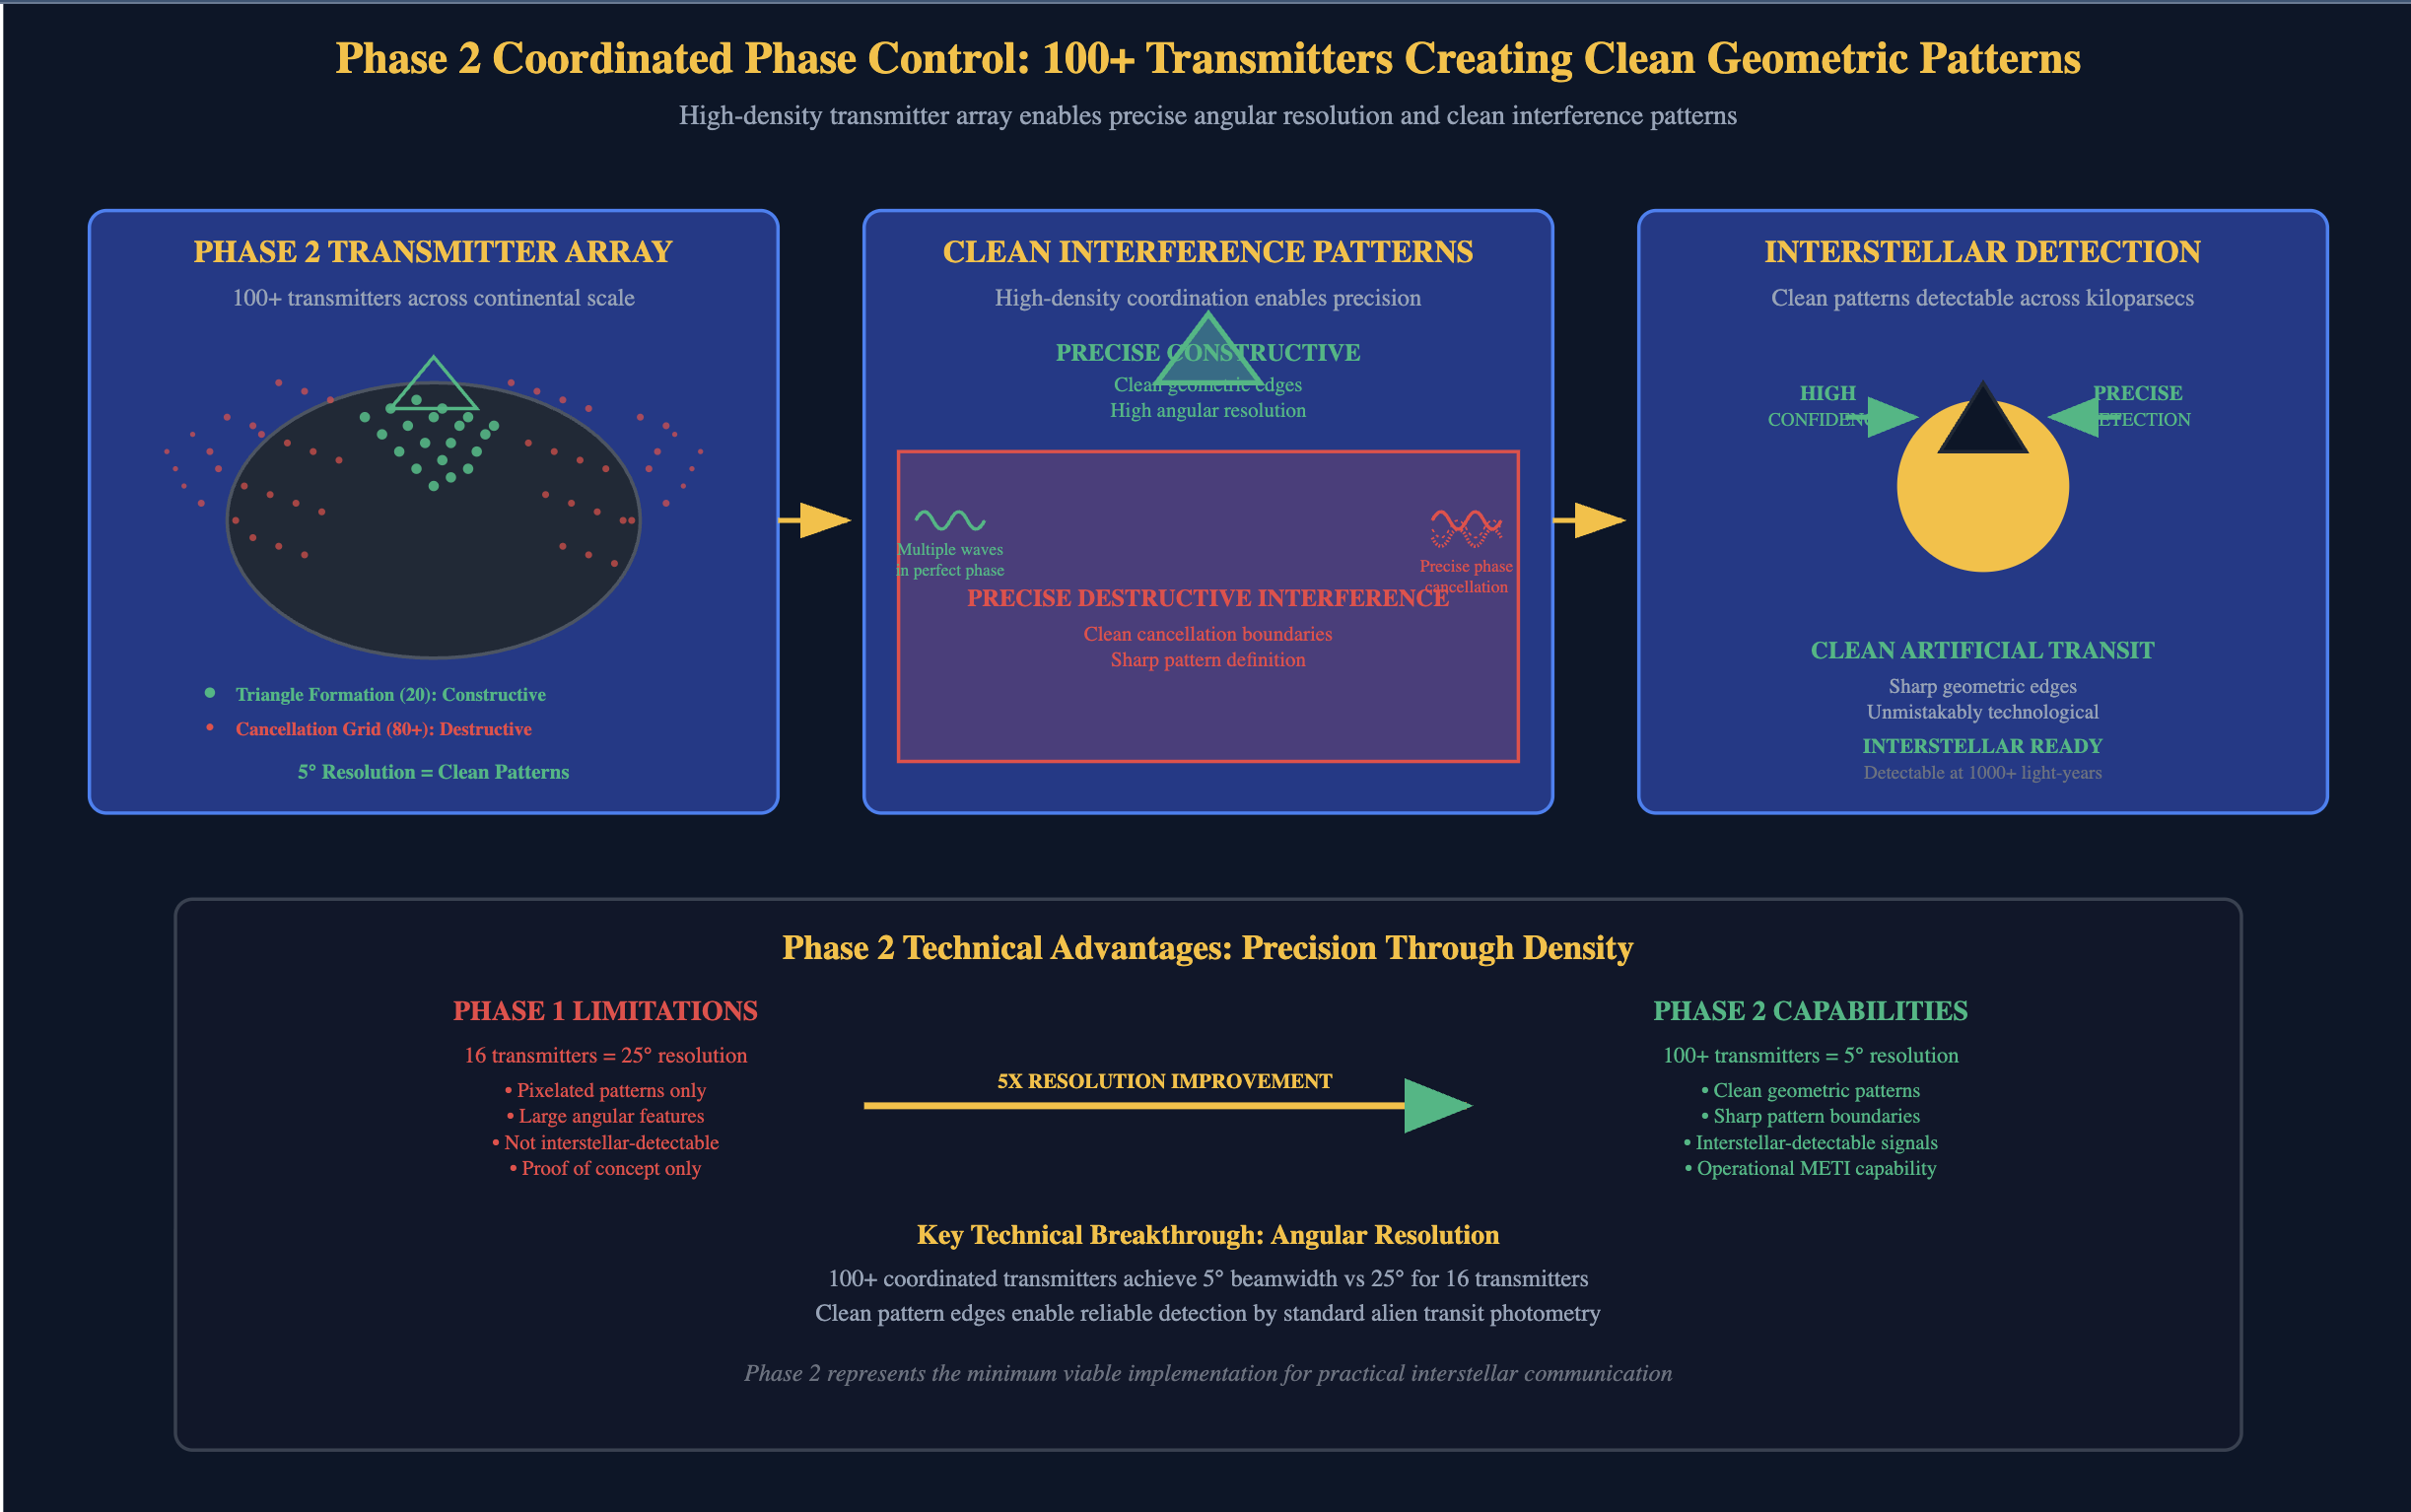 Phase 2 Coordinated Phase Control: 100+ Transmitters Creating Clean Geometric Patterns
High-density transmitter array enables precise angular resolution and clean interference patterns
PHASE 2 TRANSMITTER ARRAY
100+ transmitters across continental scale
Triangle Formation (20): Constructive
Cancellation Grid (80+): Destructive
5° Resolution = Clean Patterns
CLEAN INTERFERENCE PATTERNS
High-density coordination enables precision
PRECISE CONSTRUCTIVE
Clean geometric edges
High angular resolution
Multiple waves
in perfect phase
Precise phase
cancellation
PRECISE DESTRUCTIVE INTERFERENCE
Clean cancellation boundaries
Sharp pattern definition
INTERSTELLAR DETECTION
Clean patterns detectable across kiloparsecs
HIGH
CONFIDENC
PRECISE
ETECTION
CLEAN ARTIFICIAL TRANSIT
Sharp geometric edges
Unmistakably technological
INTERSTELLAR READY
Detectable at 1000+ light-years
Phase 2 Technical Advantages: Precision Through Density
PHASE 1 LIMITATIONS
16 transmitters = 25° resolution
• Pixelated patterns only
• Large angular features
• Not interstellar-detectable
• Proof of concept only
5X RESOLUTION IMPROVEMENT
PHASE 2 CAPABILITIES
100+ transmitters = 5° resolution
• Clean geometric patterns
• Sharp pattern boundaries
• Interstellar-detectable signals
• Operational METI capability
Key Technical Breakthrough: Angular Resolution
100+ coordinated transmitters achieve 5° beamwidth vs 25° for 16 transmitters
Clean pattern edges enable reliable detection by standard alien transit photometry
Phase 2 represents the minimum viable implementation for practical interstellar communication